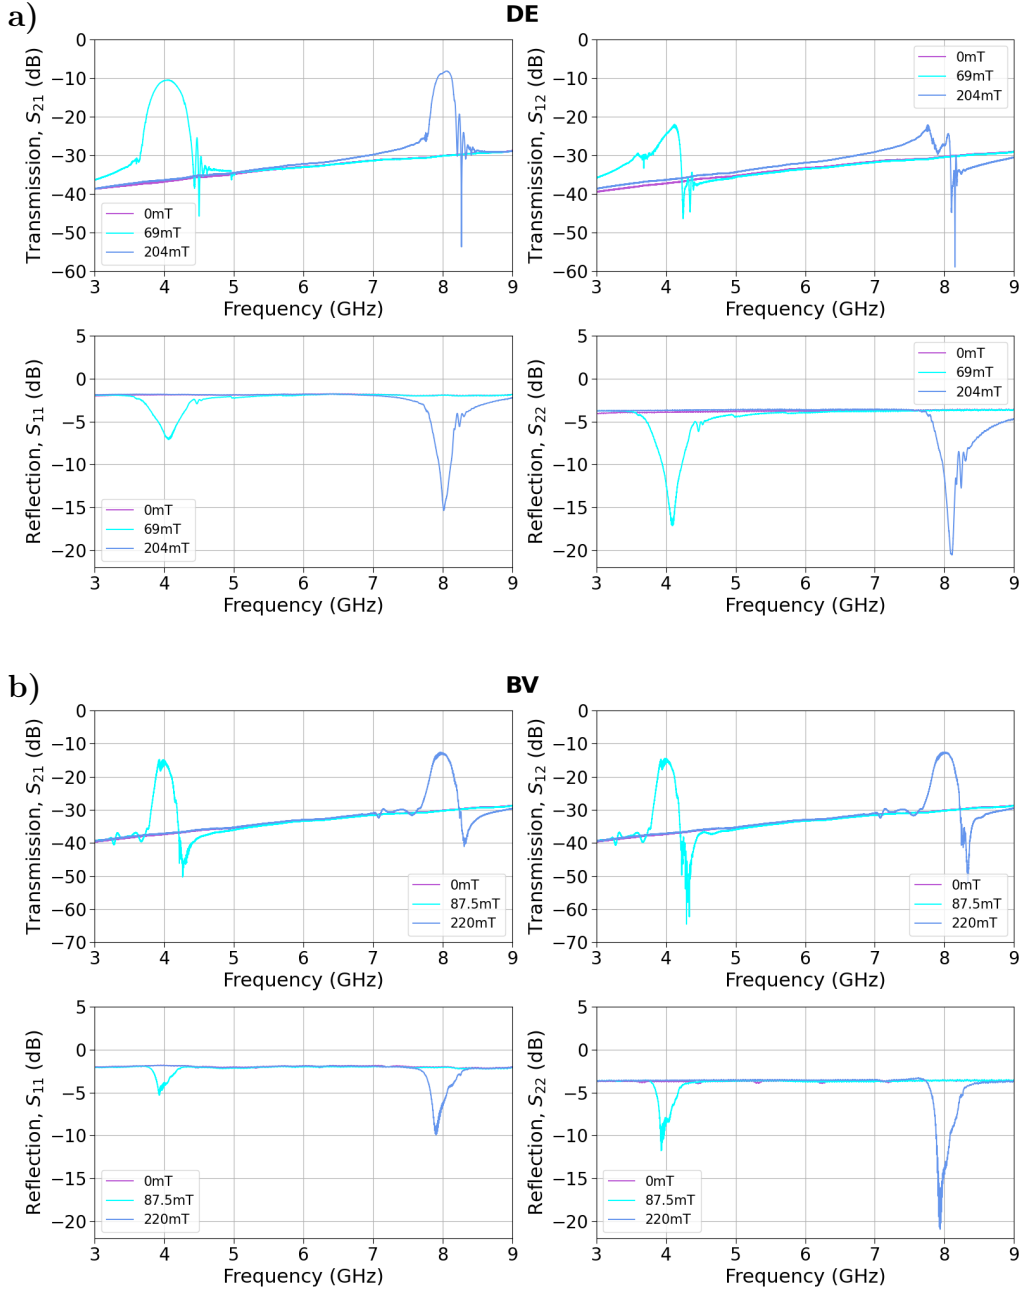 a)
DE
Transmission, S21 (dB)
0
−10
−20
−30
−40
−50
−60
0mT
69mT
204mT
3 4 5 6 7 8 9
Frequency (GHz)
Transmission, S12 (dB)
0
−10
−20
−30
−40
−50
−60
0mT
69mT
204mT
3 4 5 6 7 8 9
Frequency (GHz)
Reflection, S11 (dB)
5
0
−5
−10
−15
−20
0mT
69mT
204mT
3 4 5 6 7 8 9
Frequency (GHz)
Reflection, S22 (dB)
5
0
−5
−10
−15
−20
0mT
69mT
204mT
3 4 5 6 7 8 9
Frequency (GHz)
b)
BV
Transmission, S21 (dB)
0
−10
−20
−30
−40
−50
−60
−70
0mT
87.5mT
220mT
3 4 5 6 7 8 9
Frequency (GHz)
Transmission, S12 (dB)
0
−10
−20
−30
−40
−50
−60
−70
0mT
87.5mT
220mT
3 4 5 6 7 8 9
Frequency (GHz)
Reflection, S11 (dB)
5
0
−5
−10
−15
−20
0mT
87.5mT
220mT
3 4 5 6 7 8 9
Frequency (GHz)
Reflection, S22 (dB)
5
0
−5
−10
−15
−20
0mT
87.5mT
220mT
3 4 5 6 7 8 9
Frequency (GHz)